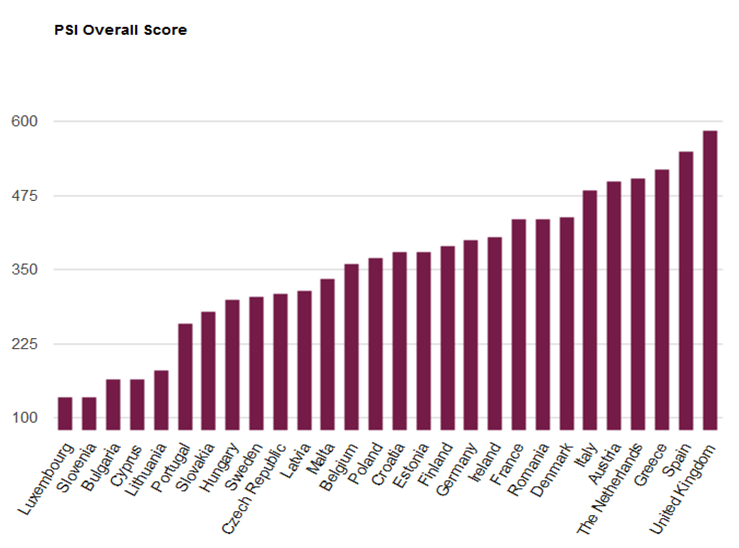 PSI Overall Score
600
475
350
225
100
Luxembourg
Slovenia
Bulgaria
Cyprus
Lithuania
Portugal
Slovakia
Hungary
Sweden
Czech Republic
Latvia
Malta
Belgium
Poland
Croatia
Estonia
Finland
Germany
Ireland
France
Romania
Denmark
Italy
Austria
The Netherlands
Greece
Spain
United Kingdom